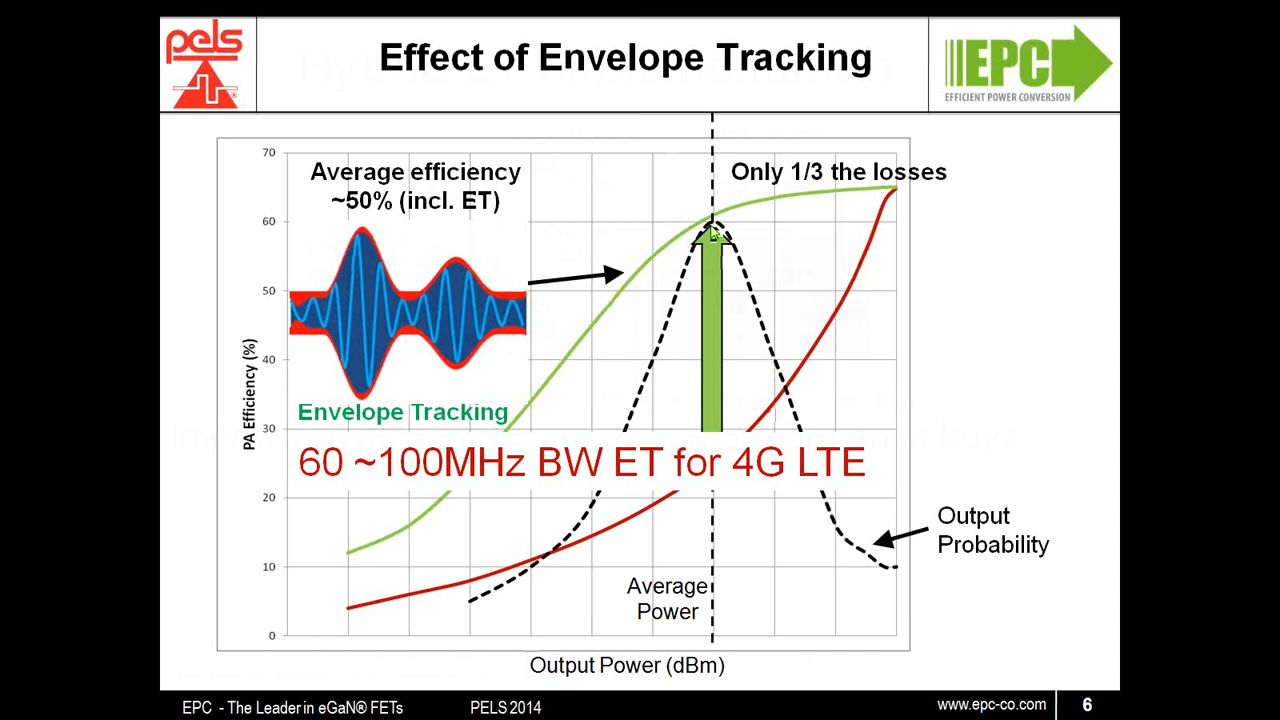 pels
Effect of Envelope Tracking
EPC
EFFICIENT POWER CONVERSION
Average efficiency
~50% (incl. ET)
Only 1/3 the losses
70
60
50
40
30
20
10
0
PA Efficiency (%)
Envelope Tracking
60 ~100MHz BW ET for 4G LTE
Output
Probability
Average
Power
Output Power (dBm)
EPC - The Leader in eGaN® FETs
PELS 2014
www.epc-co.com
6